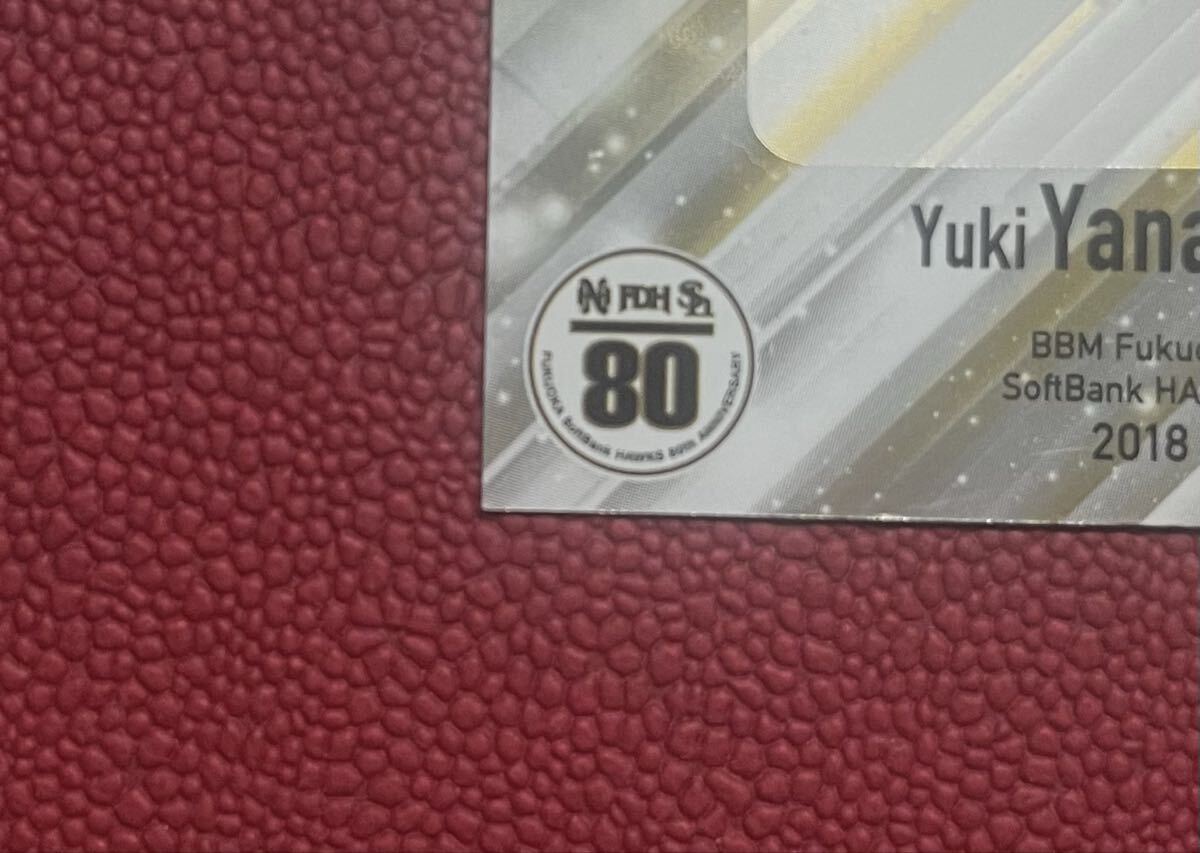 NH FDH SH
80
FUKUOKA SoftBank HAWKS 80th ANNIVERSARY
Yuki Yana
BBM Fukuo
SoftBank HA
2018